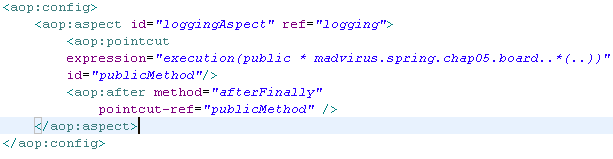 <aop:config>
<aop:aspect id="loggingAspect" ref="logging">
<aop:pointcut
expression="execution(public * madvirus.spring.chap05.board..*(..))"
id="publicMethod"/>
<aop:after method="afterFinally"
pointcut-ref="publicMethod" />
</aop:aspect>
</aop:config>